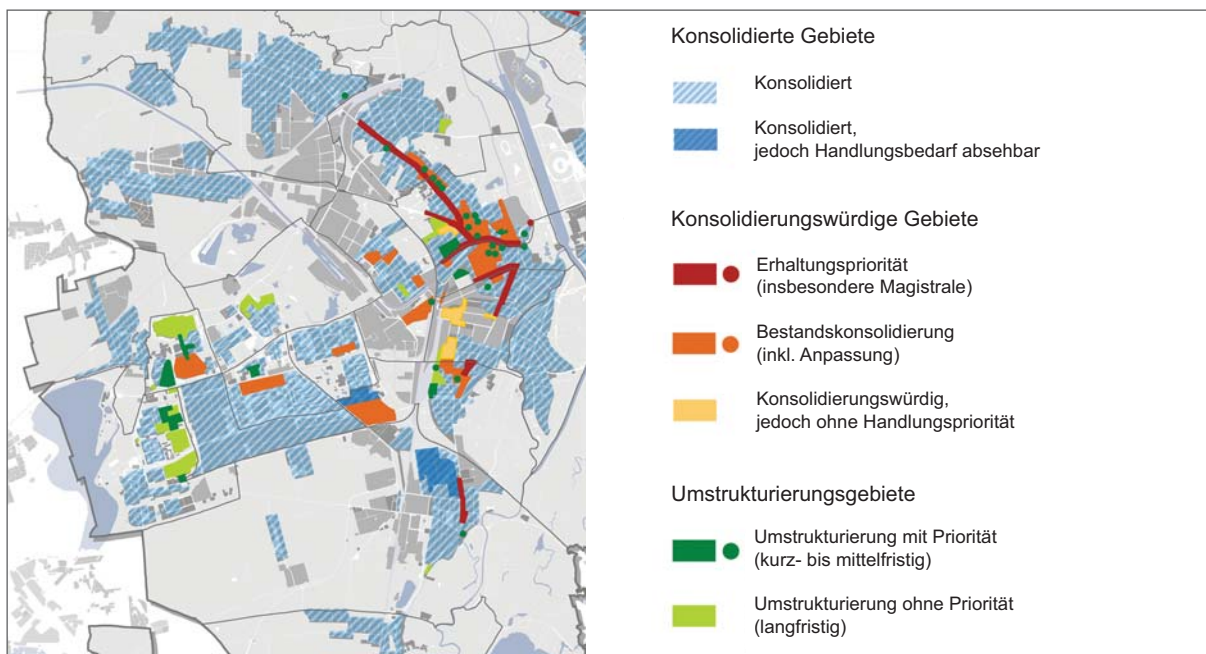 Konsolidierte Gebiete
Konsolidiert
Konsolidiert,
jedoch Handlungsbedarf absehbar
Konsolidierungswürdige Gebiete
Erhaltungspriorität
(insbesondere Magistrale)
Bestandskonsolidierung
(inkl. Anpassung)
Konsolidierungswürdig,
jedoch ohne Handlungspriorität
Umstrukturierungsgebiete
Umstrukturierung mit Priorität
(kurz- bis mittelfristig)
Umstrukturierung ohne Priorität
(langfristig)